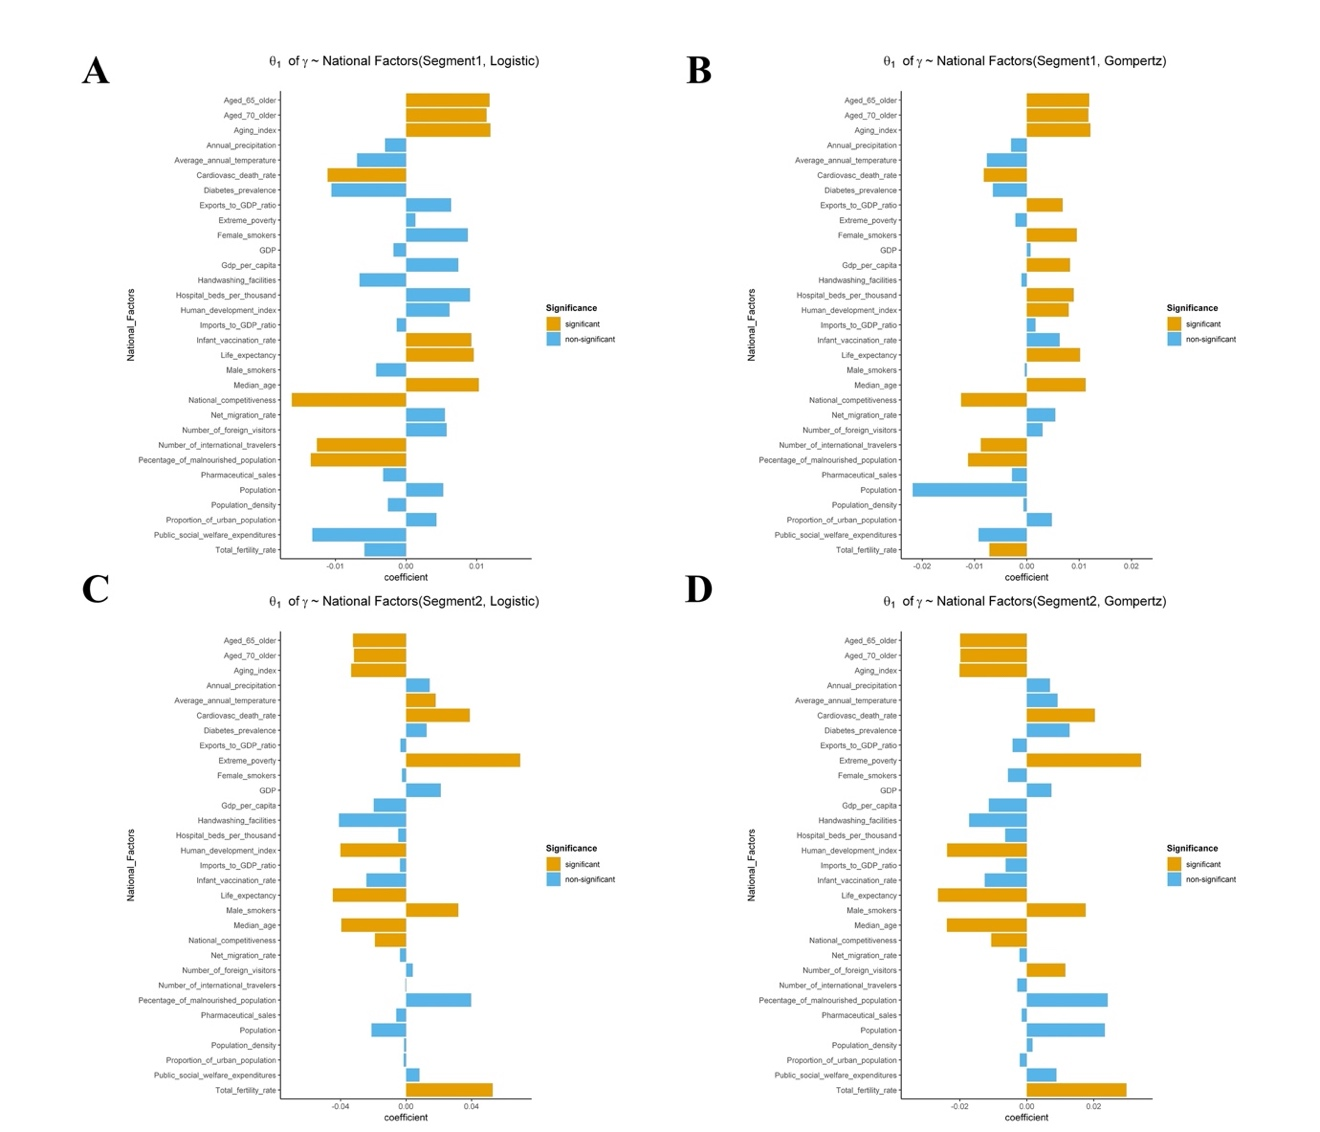 A
θ1 of γ ~ National Factors(Segment1, Logistic)
National_Factors
Aged_65_older
Aged_70_older
Aging_index
Annual_precipitation
Average_annual_temperature
Cardiovasc_death_rate
Diabetes_prevalence
Exports_to_GDP_ratio
Extreme_poverty
Female_smokers
GDP
Gdp_per_capita
Handwashing_facilities
Hospital_beds_per_thousand
Human_development_index
Imports_to_GDP_ratio
Infant_vaccination_rate
Life_expectancy
Male_smokers
Median_age
National_competitiveness
Net_migration_rate
Number_of_foreign_visitors
Number_of_international_travelers
Pecentage_of_malnourished_population
Pharmaceutical_sales
Population
Population_density
Proportion_of_urban_population
Public_social_welfare_expenditures
Total_fertility_rate
-0.01 0.00 0.01
coefficient
Significance
significant
non-significant
B
θ1 of γ ~ National Factors(Segment1, Gompertz)
National_Factors
Aged_65_older
Aged_70_older
Aging_index
Annual_precipitation
Average_annual_temperature
Cardiovasc_death_rate
Diabetes_prevalence
Exports_to_GDP_ratio
Extreme_poverty
Female_smokers
GDP
Gdp_per_capita
Handwashing_facilities
Hospital_beds_per_thousand
Human_development_index
Imports_to_GDP_ratio
Infant_vaccination_rate
Life_expectancy
Male_smokers
Median_age
National_competitiveness
Net_migration_rate
Number_of_foreign_visitors
Number_of_international_travelers
Pecentage_of_malnourished_population
Pharmaceutical_sales
Population
Population_density
Proportion_of_urban_population
Public_social_welfare_expenditures
Total_fertility_rate
-0.02 -0.01 0.00 0.01 0.02
coefficient
Significance
significant
non-significant
C
θ1 of γ ~ National Factors(Segment2, Logistic)
National_Factors
Aged_65_older
Aged_70_older
Aging_index
Annual_precipitation
Average_annual_temperature
Cardiovasc_death_rate
Diabetes_prevalence
Exports_to_GDP_ratio
Extreme_poverty
Female_smokers
GDP
Gdp_per_capita
Handwashing_facilities
Hospital_beds_per_thousand
Human_development_index
Imports_to_GDP_ratio
Infant_vaccination_rate
Life_expectancy
Male_smokers
Median_age
National_competitiveness
Net_migration_rate
Number_of_foreign_visitors
Number_of_international_travelers
Pecentage_of_malnourished_population
Pharmaceutical_sales
Population
Population_density
Proportion_of_urban_population
Public_social_welfare_expenditures
Total_fertility_rate
-0.04 0.00 0.04
coefficient
Significance
significant
non-significant
D
θ1 of γ ~ National Factors(Segment2, Gompertz)
National_Factors
Aged_65_older
Aged_70_older
Aging_index
Annual_precipitation
Average_annual_temperature
Cardiovasc_death_rate
Diabetes_prevalence
Exports_to_GDP_ratio
Extreme_poverty
Female_smokers
GDP
Gdp_per_capita
Handwashing_facilities
Hospital_beds_per_thousand
Human_development_index
Imports_to_GDP_ratio
Infant_vaccination_rate
Life_expectancy
Male_smokers
Median_age
National_competitiveness
Net_migration_rate
Number_of_foreign_visitors
Number_of_international_travelers
Pecentage_of_malnourished_population
Pharmaceutical_sales
Population
Population_density
Proportion_of_urban_population
Public_social_welfare_expenditures
Total_fertility_rate
-0.02 0.00 0.02
coefficient
Significance
significant
non-significant